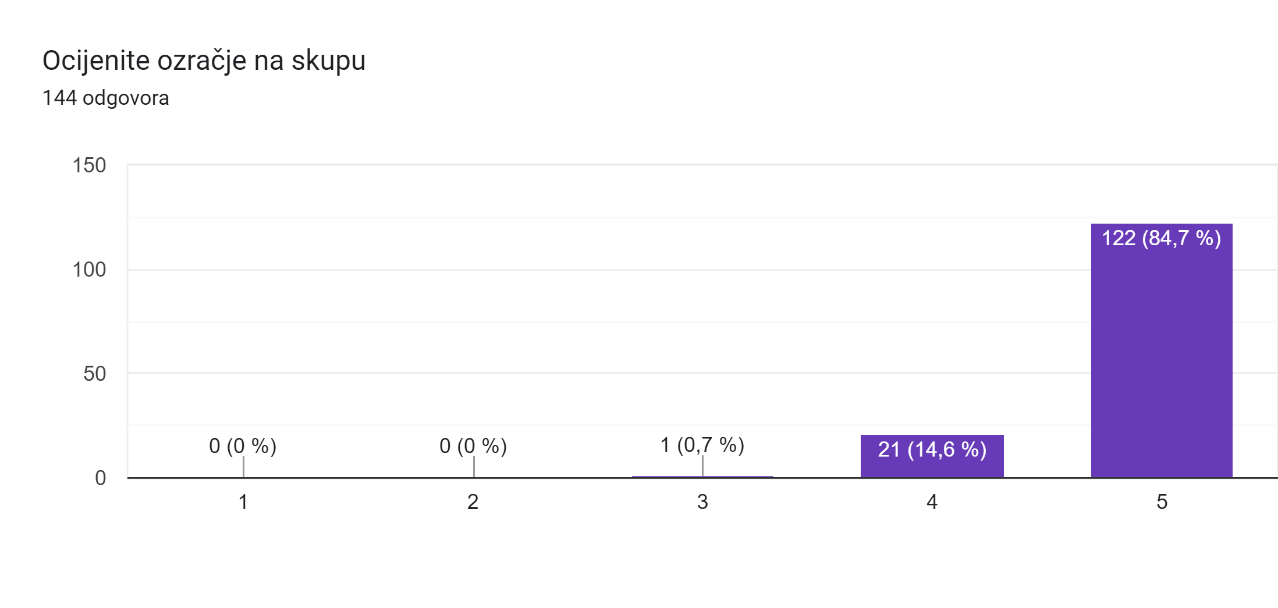 Ocijenite ozračje na skupu
144 odgovora
150
100
50
0
0 (0 %)
0 (0 %)
1 (0,7 %)
21 (14,6 %)
122 (84,7 %)
1
2
3
4
5